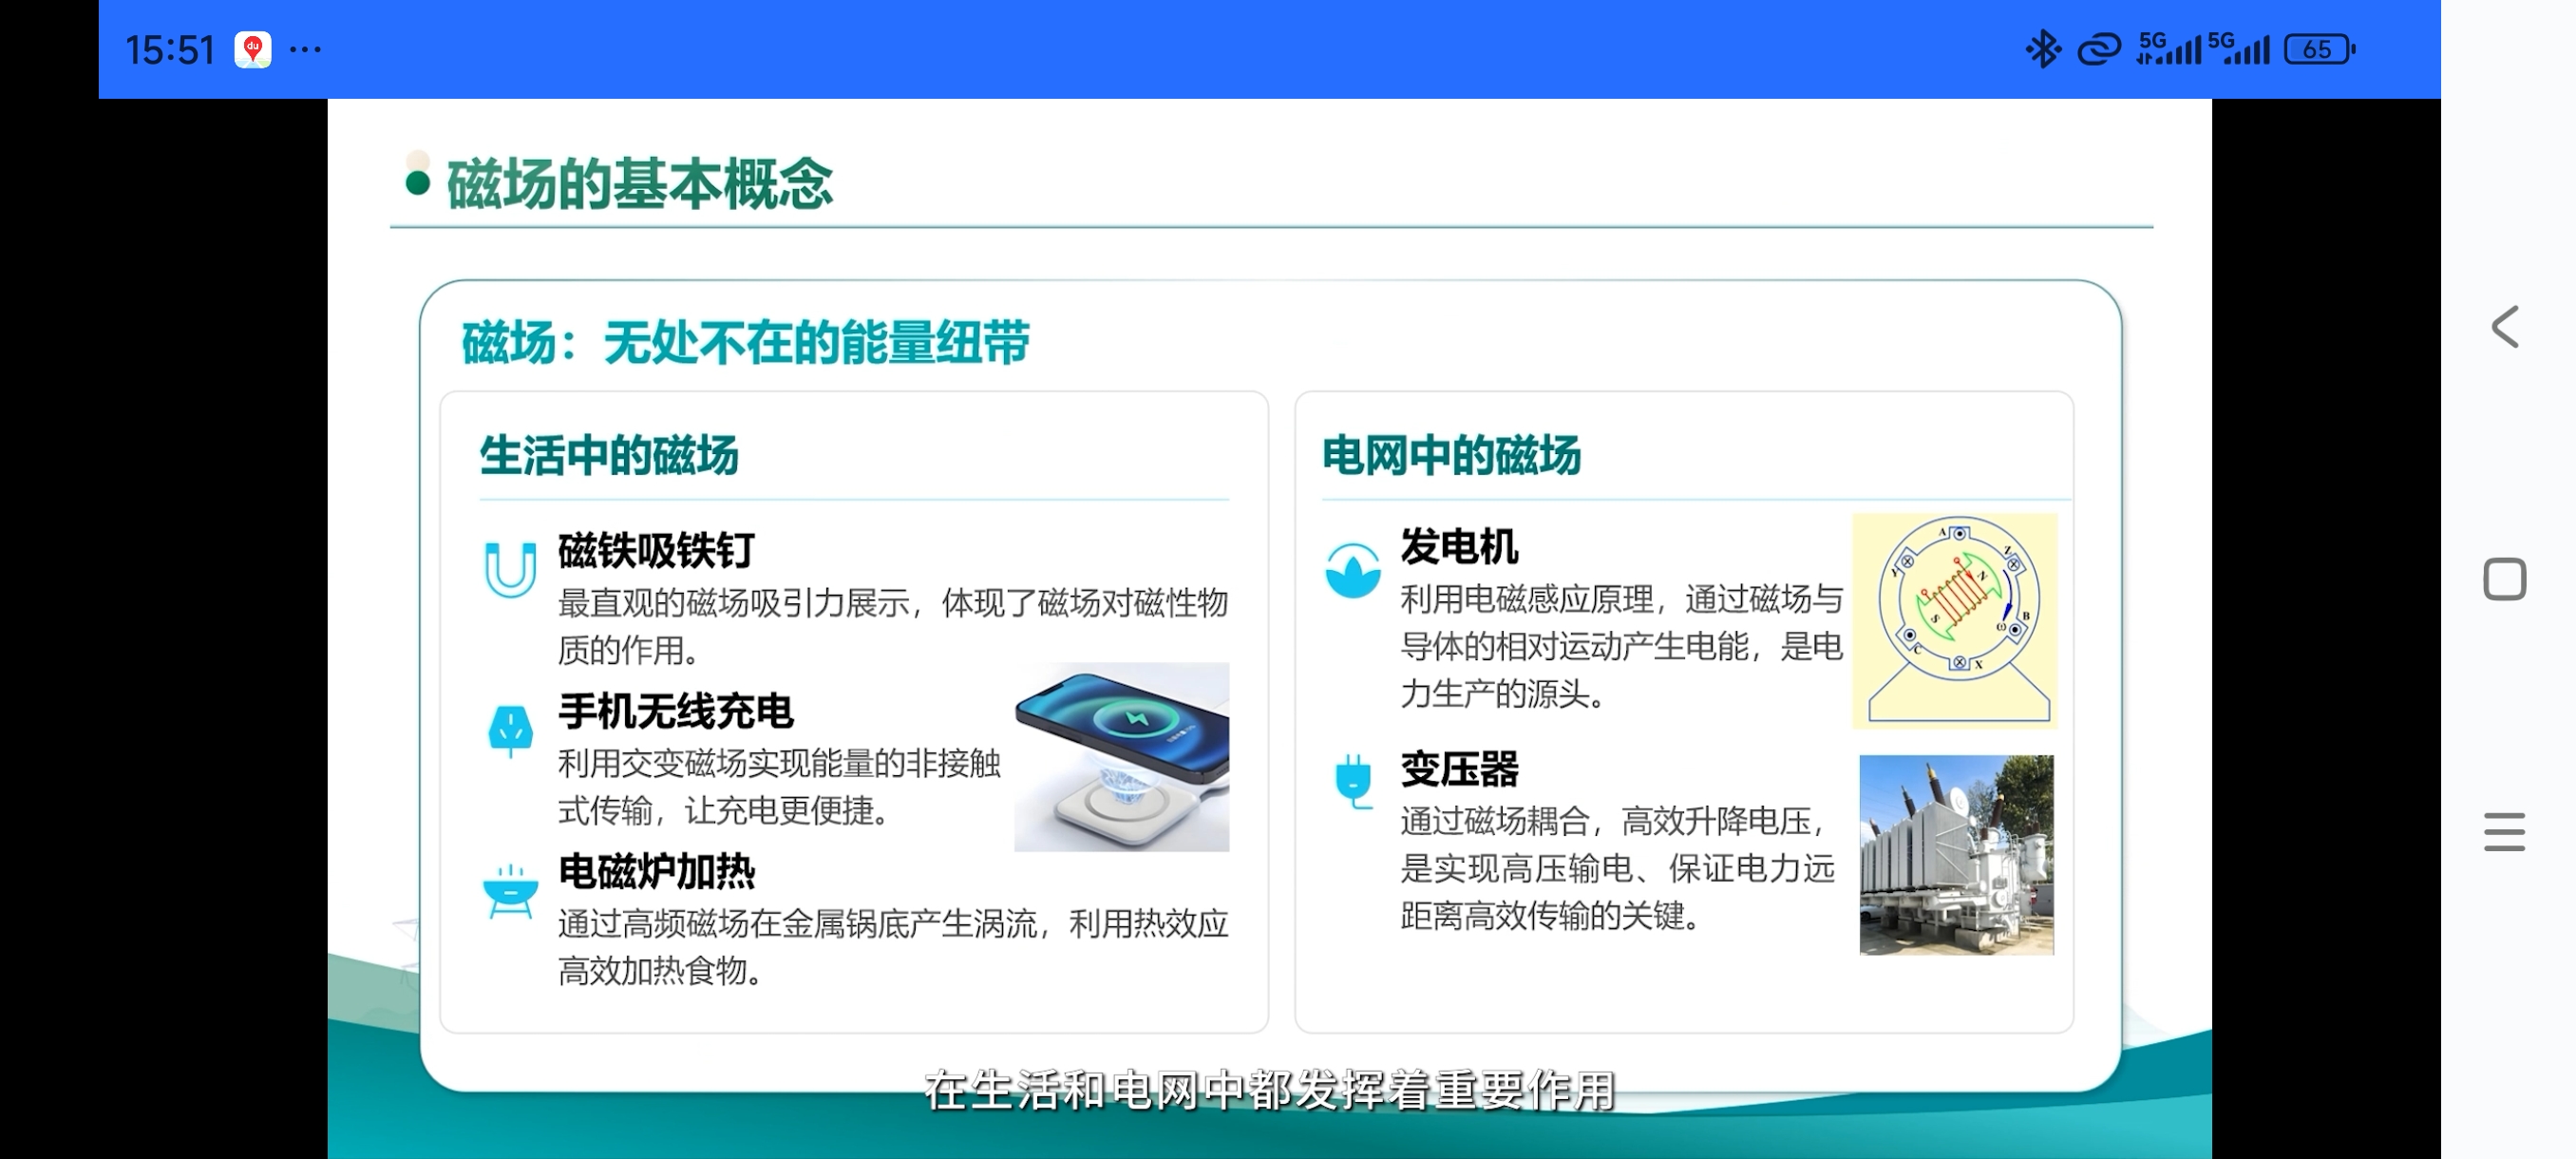 15:51
du
5G
5G
65
磁场的基本概念
磁场：无处不在的能量纽带
生活中的磁场
磁铁吸铁钉
最直观的磁场吸引力展示，体现了磁场对磁性物
质的作用。
手机无线充电
利用交变磁场实现能量的非接触
式传输，让充电更便捷。
电磁炉加热
通过高频磁场在金属锅底产生涡流，利用热效应
高效加热食物。
电网中的磁场
发电机
利用电磁感应原理，通过磁场与
导体的相对运动产生电能，是电
力生产的源头。
A
Z
Y
N
S
B
ω
C
X
变压器
通过磁场耦合，高效升降电压，
是实现高压输电、保证电力远
距离高效传输的关键。
在生活和电网中都发挥着重要作用